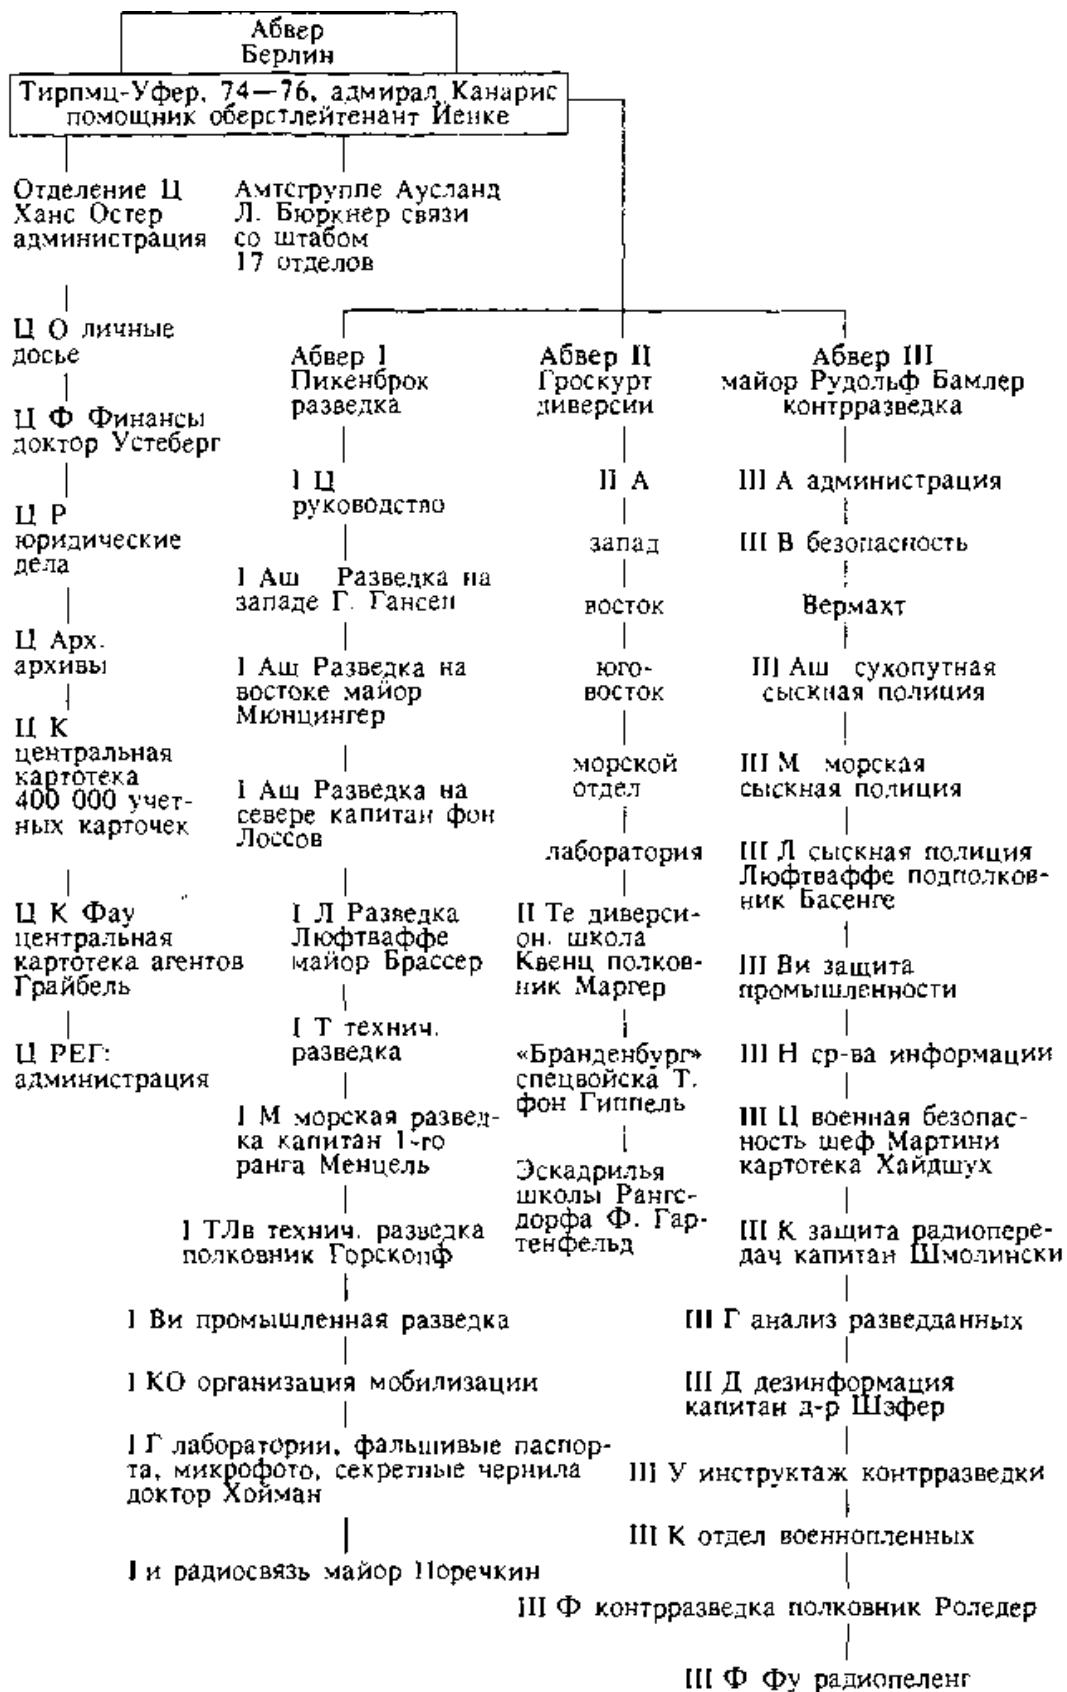 Абвер
Берлин
Тирпмц-Уфер, 74—76, адмирал Канарис
помощник оберстлейтенант Иенке
Отделение Ц
Ханс Остер
администрация
Ц О личные
досье
Ц Ф Финансы
доктор Устеберг
Ц Р
юридические
дела
Ц Арх.
архивы
Ц К
центральная
картотека
400 000 учет-
ных карточек
Ц К Фау
центральная
картотека агентов
Грайбель
Ц РЕГ:
администрация
Амтсгруппе Аусланд
Л. Бюркнер связи
со штабом
17 отделов
Абвер I
Пикенброк
разведка
I Ц
руководство
I Аш Разведка на
западе Г. Гансен
I Аш Разведка на
востоке майор
Мюнцингер
I Аш Разведка на
севере капитан фон
Лоссов
I Л Разведка
Люфтваффе
майор Брассер
I Т технич.
разведка
I М морская развед-
ка капитан 1-го
ранга Менцель
I ТЛв технич. разведка
полковник Горскопф
I Ви промышленная разведка
I КО организация мобилизации
I Г лаборатории, фальшивые паспор-
та, микрофото, секретные чернила
доктор Хойман
I и радиосвязь майор Поречкин
Абвер II
Гроскурт
диверсии
II А
запад
восток
юго-
восток
морской
отдел
лаборатория
II Те диверси-
он. школа
Квенц полков-
ник Маргер
«Бранденбург»
спецвойска Т.
фон Гиппель
Эскадрилья
школы Рангс-
дорфа Ф. Гар-
тенфельд
Абвер III
майор Рудольф Бамлер
контрразведка
III А администрация
III В безопасность
Вермахт
III Аш сухопутная
сыскная полиция
III М морская
сыскная полиция
III Л сыскная полиция
Люфтваффе подполков-
ник Басенге
III Ви защита
промышленности
III Н ср-ва информации
III Ц военная безопас-
ность шеф Мартини
картотека Хайдшух
III К защита радиопере-
дач капитан Шмолински
III Г анализ разведданных
III Д дезинформация
капитан д-р Шэфер
III У инструктаж контрразведки
III К отдел военнопленных
III Ф контрразведка полковник Роледер
III Ф Фу радиопеленг